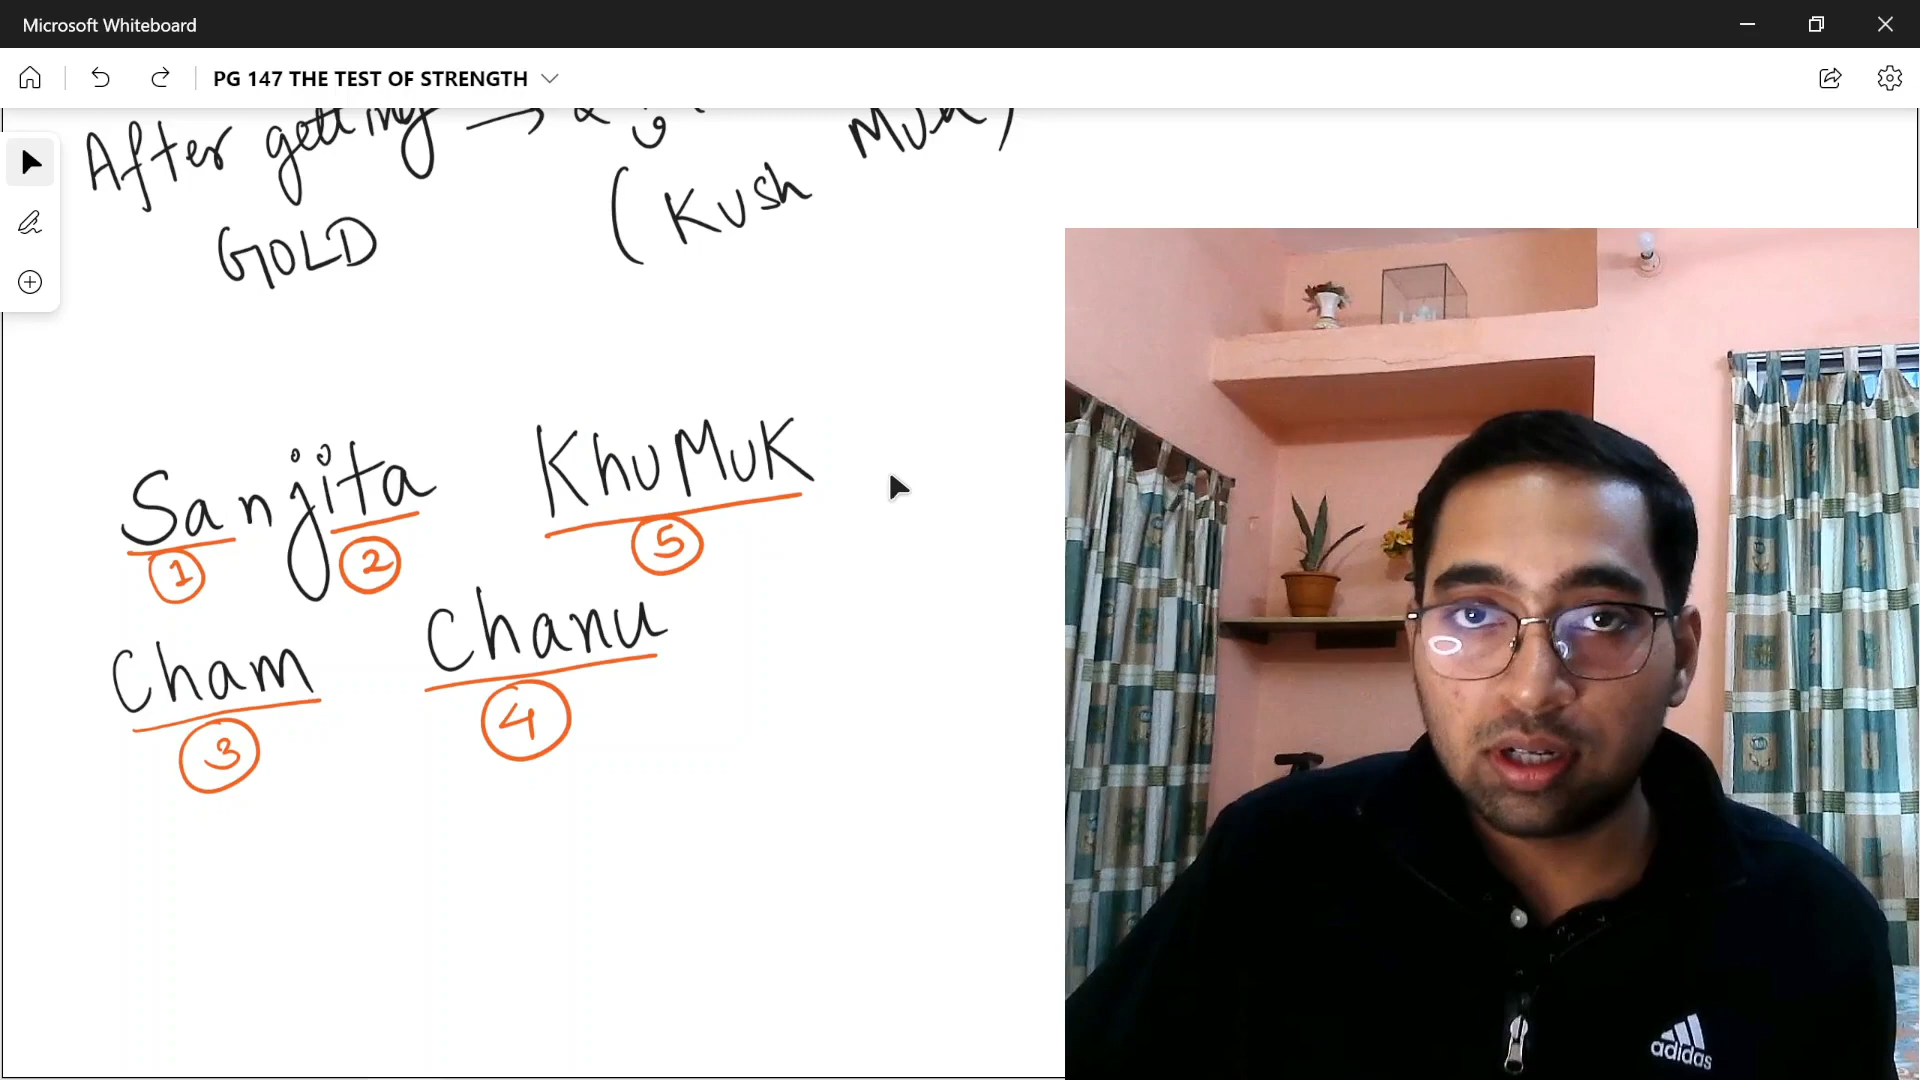 Microsoft Whiteboard
PG 147 THE TEST OF STRENGTH
After getting →
GOLD
(Kush
Sanjita KhuMuK
1 2 5
Cham Chanu
3 4
adidas